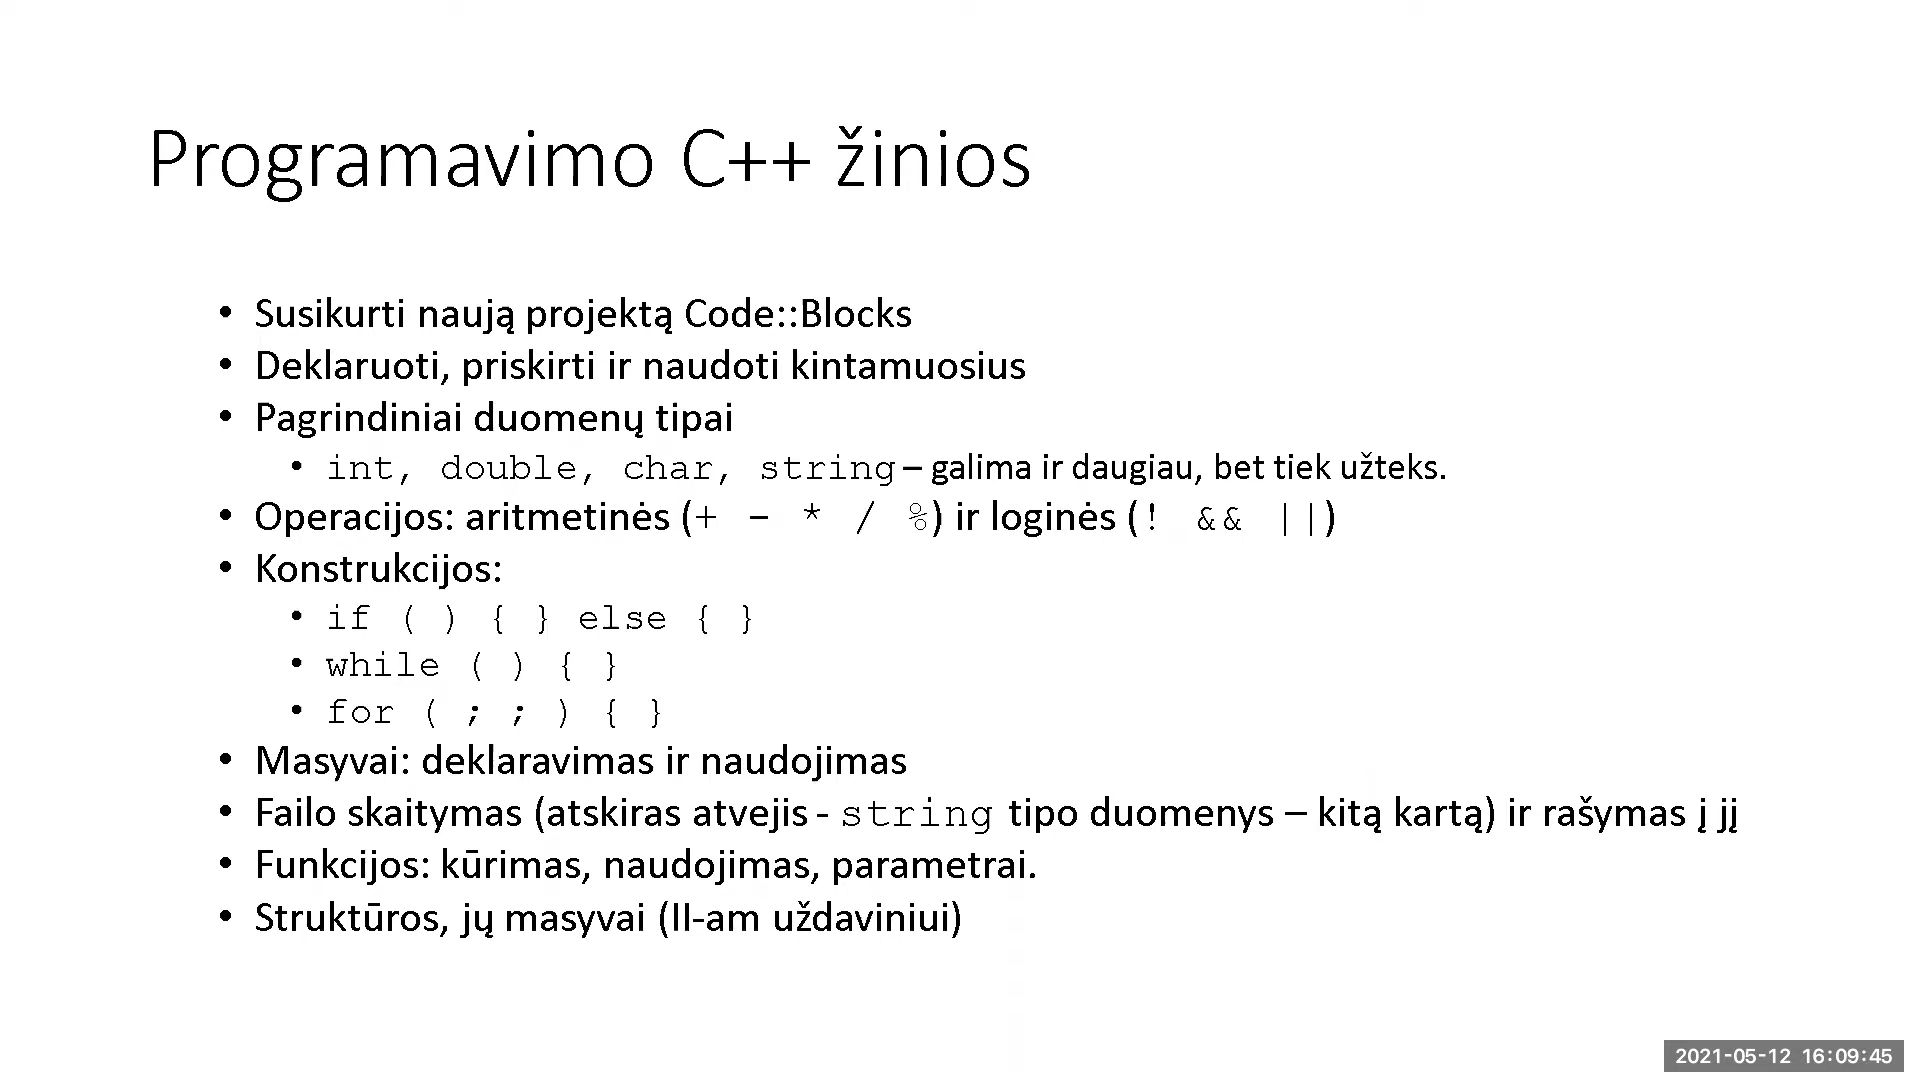 Programavimo C++ žinios
• Susikurti naują projektą Code::Blocks
• Deklaruoti, priskirti ir naudoti kintamuosius
• Pagrindiniai duomenų tipai
• int, double, char, string – galima ir daugiau, bet tiek užteks.
• Operacijos: aritmetinės (+ - * / %) ir loginės (! && ||)
• Konstrukcijos:
• if ( ) { } else { }
• while ( ) { }
• for ( ; ; ) { }
• Masyvai: deklaravimas ir naudojimas
• Failo skaitymas (atskiras atvejis - string tipo duomenys – kitą kartą) ir rašymas į jį
• Funkcijos: kūrimas, naudojimas, parametrai.
• Struktūros, jų masyvai (II-am uždaviniui)
2021-05-12 16:09:45